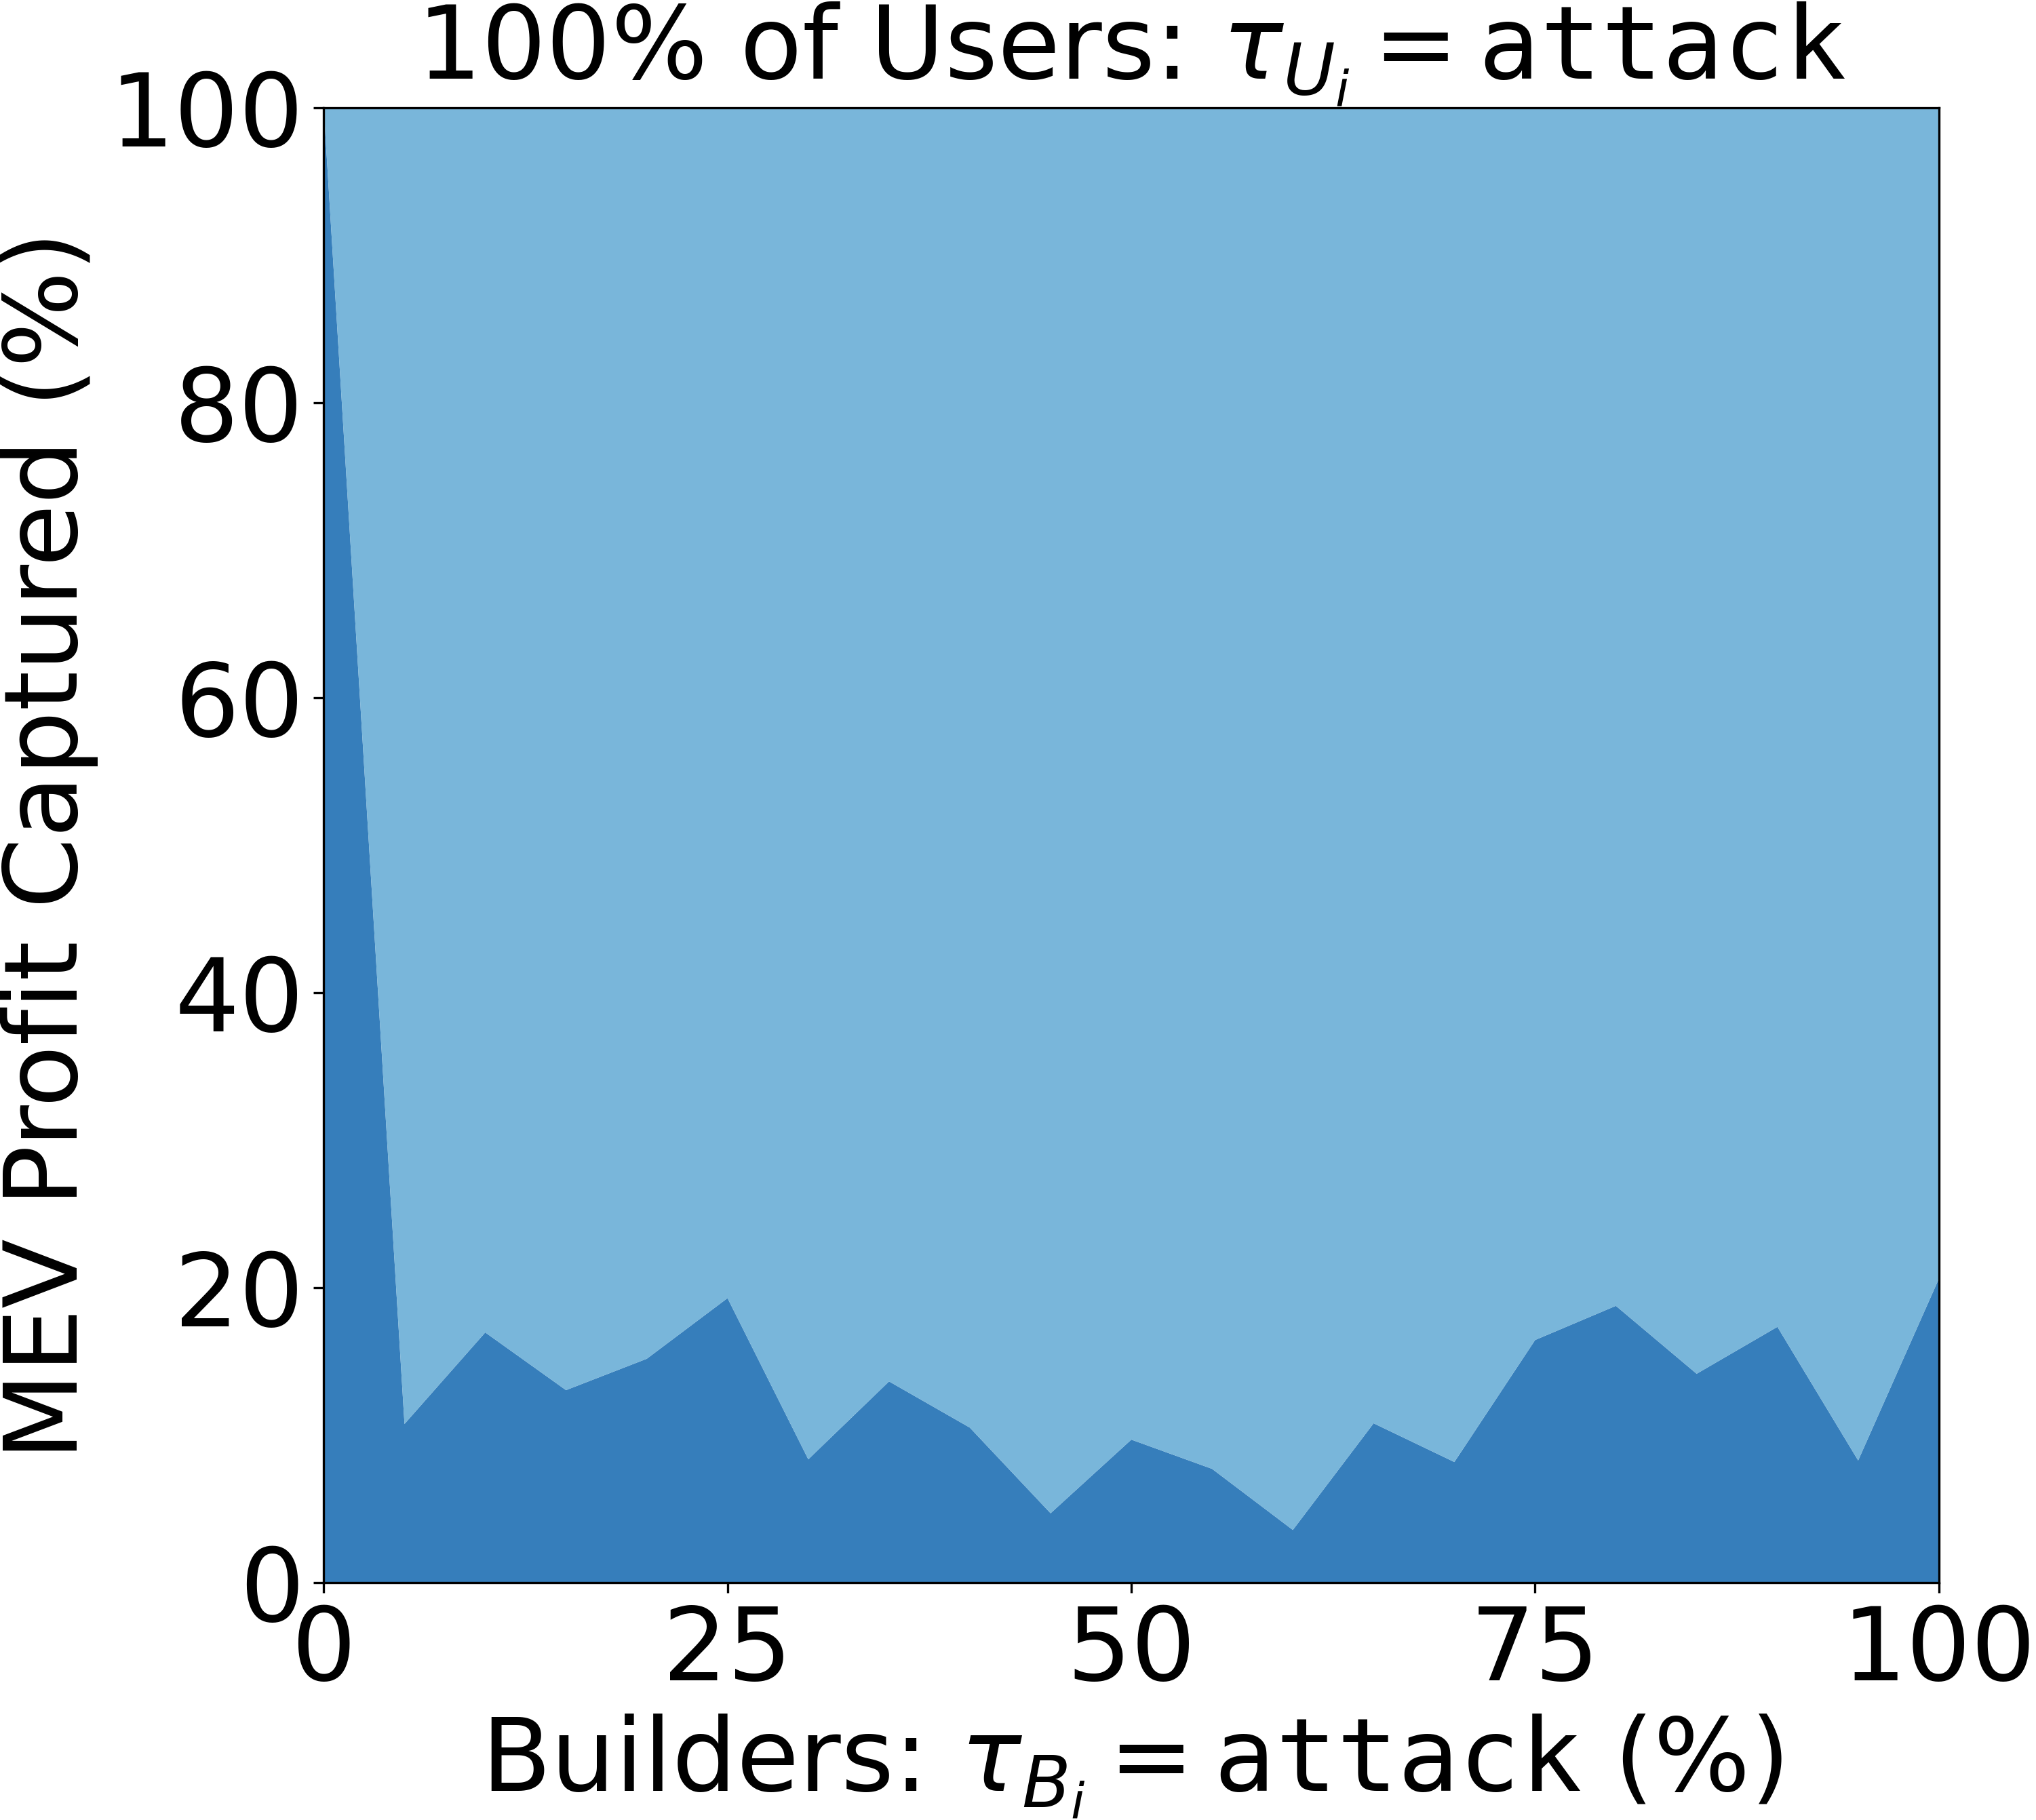 100% of Users: τ_{U_i} = attack
MEV Profit Captured (%)
100
80
60
40
20
0
0 25 50 75 100
Builders: τ_{B_i} = attack (%)